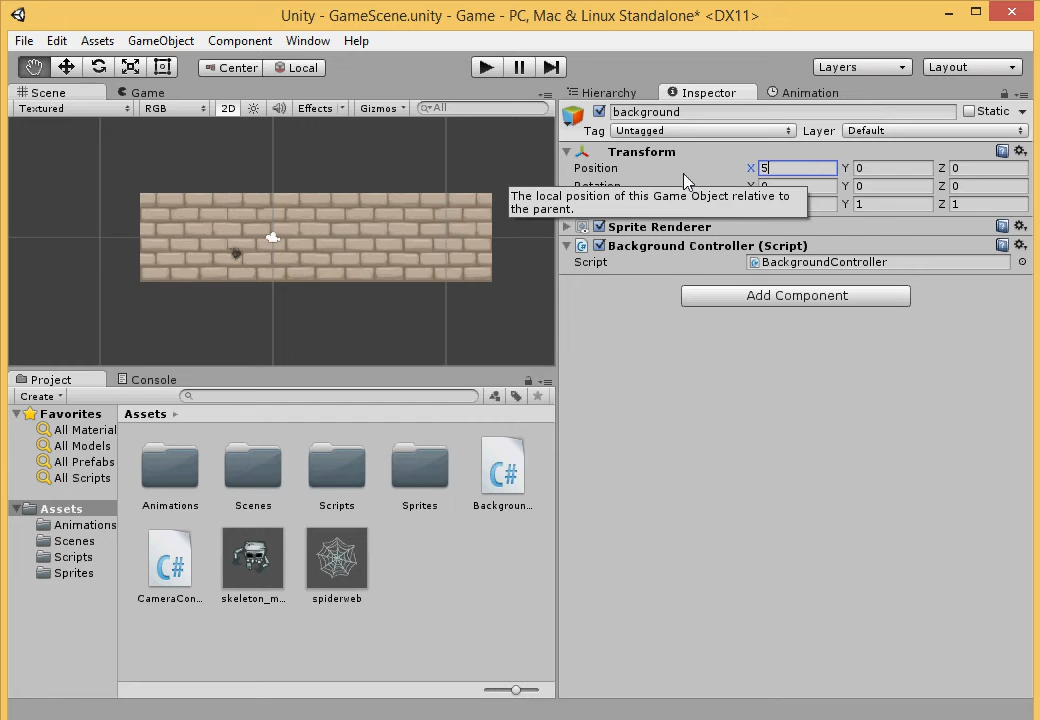 Unity - GameScene.unity - Game - PC, Mac & Linux Standalone* <DX11>
File Edit Assets GameObject Component Window Help
Center Local Layers Layout
Scene Game Hierarchy Inspector Animation
Textured RGB 2D Effects Gizmos All
background Static
Tag Untagged Layer Default
Transform
Position X 5 Y 0 Z 0
Rotation Y 0 Z 0
The local position of this Game Object relative to
the parent.
Y 1 Z 1
Sprite Renderer
Background Controller (Script)
Script BackgroundController
Add Component
Project Console
Create
Favorites
All Material
All Models
All Prefabs
All Scripts
Assets
Animations
Scenes
Scripts
Sprites
Assets
Animations Scenes Scripts Sprites Backgroun...
CameraCon... skeleton_m... spiderweb
C#
C#